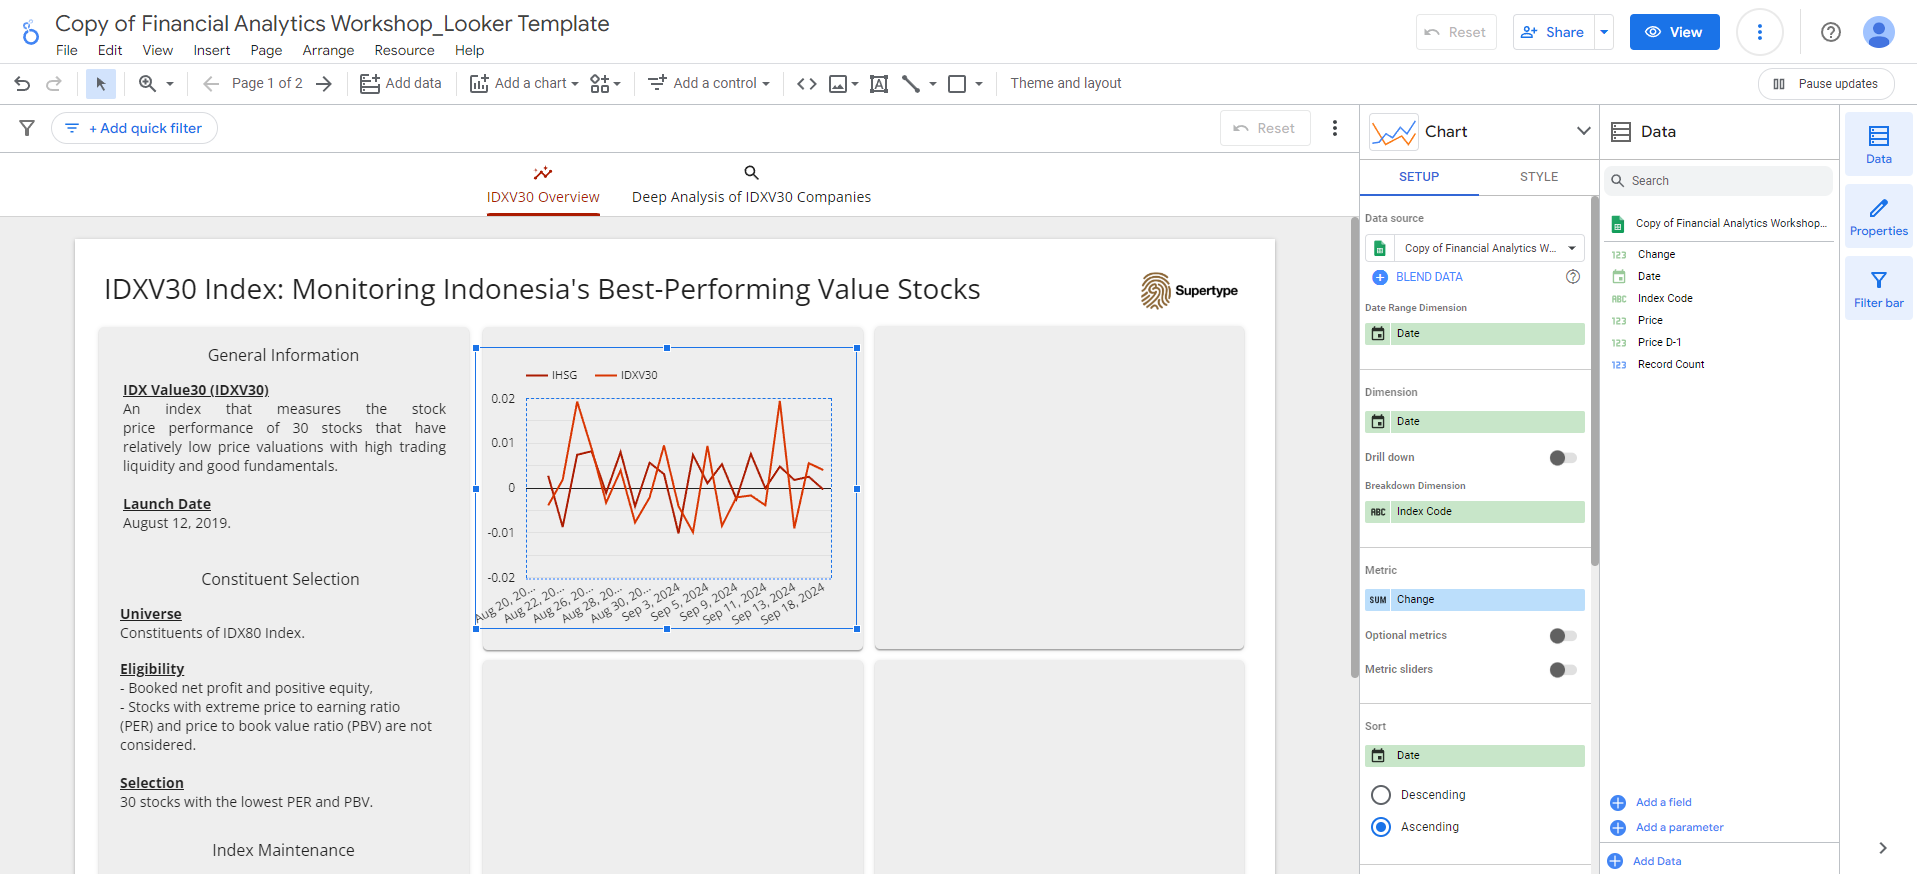 Copy of Financial Analytics Workshop_Looker Template
File Edit View Insert Page Arrange Resource Help
Reset
Share
View
Page 1 of 2
Add data
Add a chart
Add a control
Theme and layout
Pause updates
+ Add quick filter
Reset
IDXV30 Overview
Deep Analysis of IDXV30 Companies
IDXV30 Index: Monitoring Indonesia's Best-Performing Value Stocks
Supertype
General Information
IDX Value30 (IDXV30)
An index that measures the stock
price performance of 30 stocks that have
relatively low price valuations with high trading
liquidity and good fundamentals.
Launch Date
August 12, 2019.
Constituent Selection
Universe
Constituents of IDX80 Index.
Eligibility
- Booked net profit and positive equity,
- Stocks with extreme price to earning ratio
(PER) and price to book value ratio (PBV) are not
considered.
Selection
30 stocks with the lowest PER and PBV.
Index Maintenance
IHSG
IDXV30
0.02
0.01
0
-0.01
-0.02
Aug 20, 20...
Aug 22, 20...
Aug 26, 20...
Aug 28, 20...
Aug 30, 20...
Sep 3, 2024
Sep 5, 2024
Sep 9, 2024
Sep 11, 2024
Sep 13, 2024
Sep 18, 2024
Chart
SETUP
STYLE
Data source
Copy of Financial Analytics W...
BLEND DATA
Date Range Dimension
Date
Dimension
Date
Drill down
Breakdown Dimension
ABC Index Code
Metric
SUM Change
Optional metrics
Metric sliders
Sort
Date
Descending
Ascending
Data
Search
Copy of Financial Analytics Workshop...
123 Change
Date
ABC Index Code
123 Price
123 Price D-1
123 Record Count
Add a field
Add a parameter
Add Data
Data
Properties
Filter bar